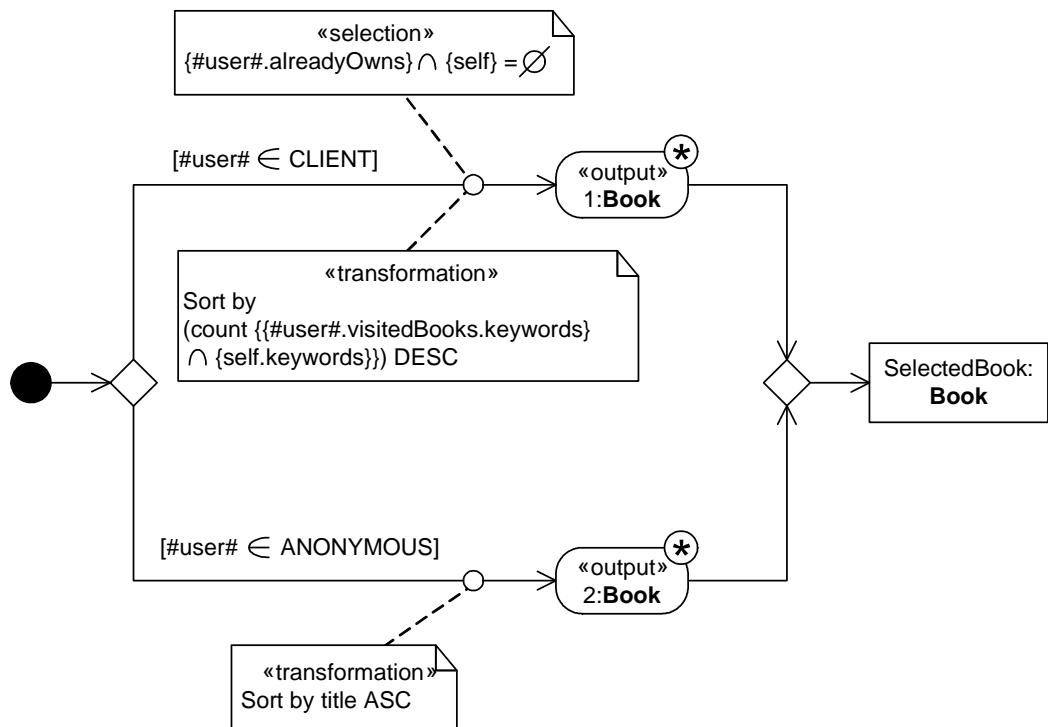 «selection»
{#user#.alreadyOwns} ∩ {self} = ∅
[#user# ∈ CLIENT]
*
«output»
1:Book
«transformation»
Sort by
(count {{#user#.visitedBooks.keywords}
∩ {self.keywords}}) DESC
SelectedBook:
Book
[#user# ∈ ANONYMOUS]
*
«output»
2:Book
«transformation»
Sort by title ASC